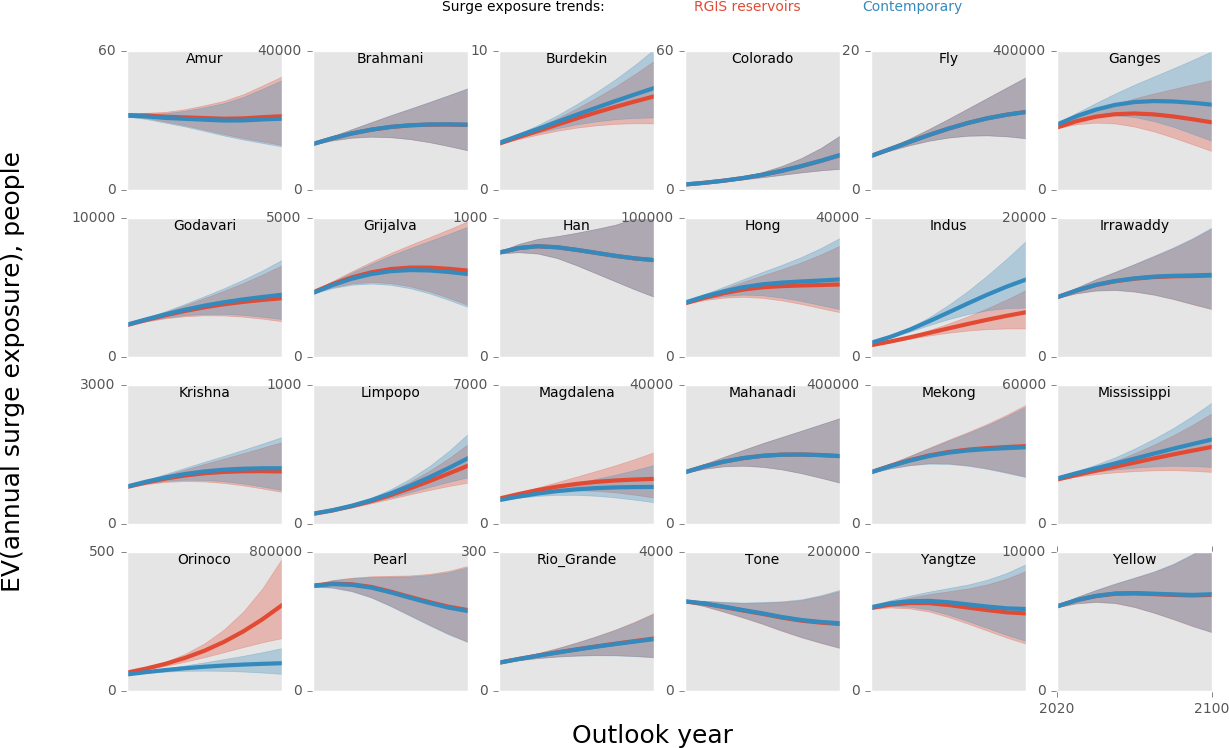 Surge exposure trends: RGIS reservoirs Contemporary
60 40000 10 60 20 400000
Amur Brahmani Burdekin Colorado Fly Ganges
0 0 0 0 0 0
10000 5000 1000 100000 40000 20000
Godavari Grijalva Han Hong Indus Irrawaddy
0 0 0 0 0 0
3000 1000 7000 40000 400000 60000
Krishna Limpopo Magdalena Mahanadi Mekong Mississippi
0 0 0 0 0 0
500 800000 300 4000 200000 10000
Orinoco Pearl Rio_Grande Tone Yangtze Yellow
0 0 0 0 0 0
2020 2100
Outlook year
EV(annual surge exposure), people